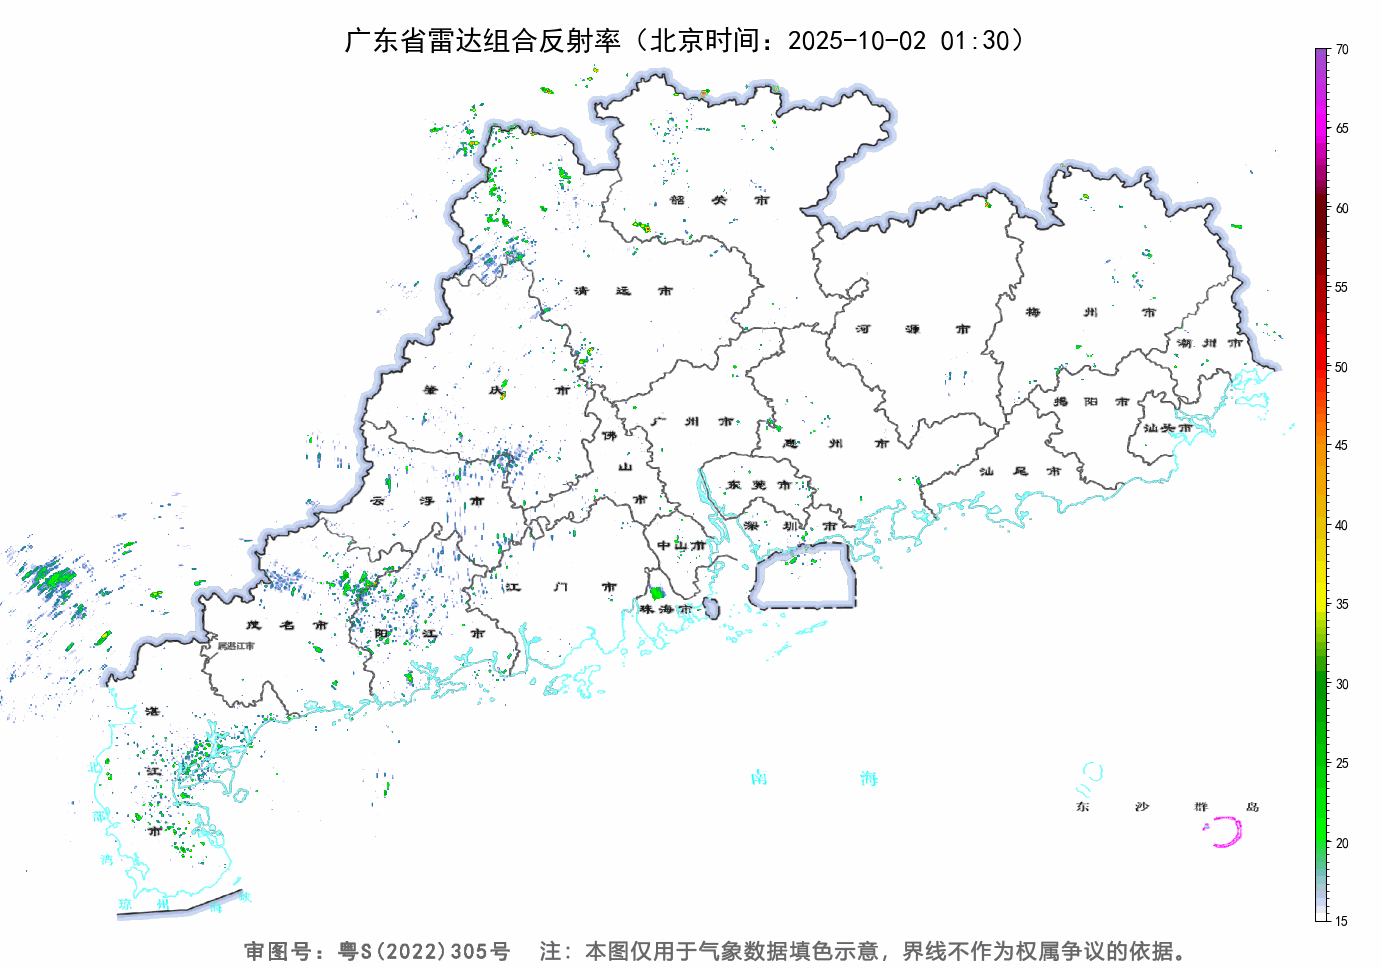 广东省雷达组合反射率（北京时间：2025-10-02 01:30）
70
65
60
55
50
45
40
35
30
25
20
15
韶关市
清远市
河源市
梅州市
潮州市
肇庆市
揭阳市
广州市
佛山市
惠州市
汕头市
汕尾市
云浮市
东莞市
深圳市
中山市
江门市
珠海市
茂名市
阳江市
属湛江市
湛江市
北部湾
南海
东沙群岛
琼州海峡
审图号：粤S(2022)305号 注：本图仅用于气象数据填色示意，界线不作为权属争议的依据。